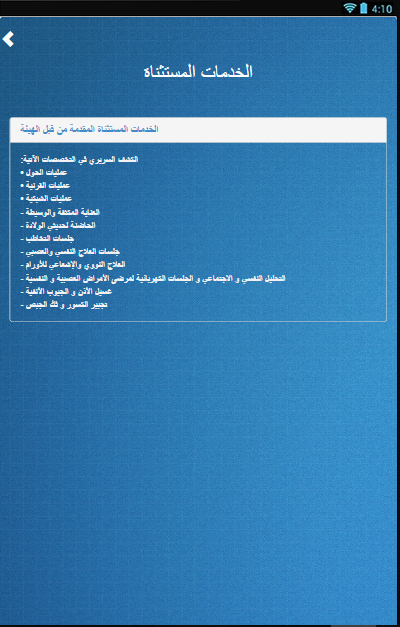 4:10
الخدمات المستثناة
الخدمات المستثناة المقدمة من قبل الهيئة
الكشف السريري في التخصصات الآتية:
• عمليات الحول
• عمليات القرنية
• عمليات الشبكية
- العناية المكثفة والوسيطة
- الحاضنة لحديثي الولادة
- جلسات التخاطب
- جلسات العلاج النفسي والعصبي
- العلاج النووي والإشعاعي للأورام
- التحليل النفسي و الاجتماعي و الجلسات الكهربائية لمرضى الأمراض العصبية و النفسية
- غسيل الأذن و الجيوب الأنفية
- تجبير الكسور و فك الجبس